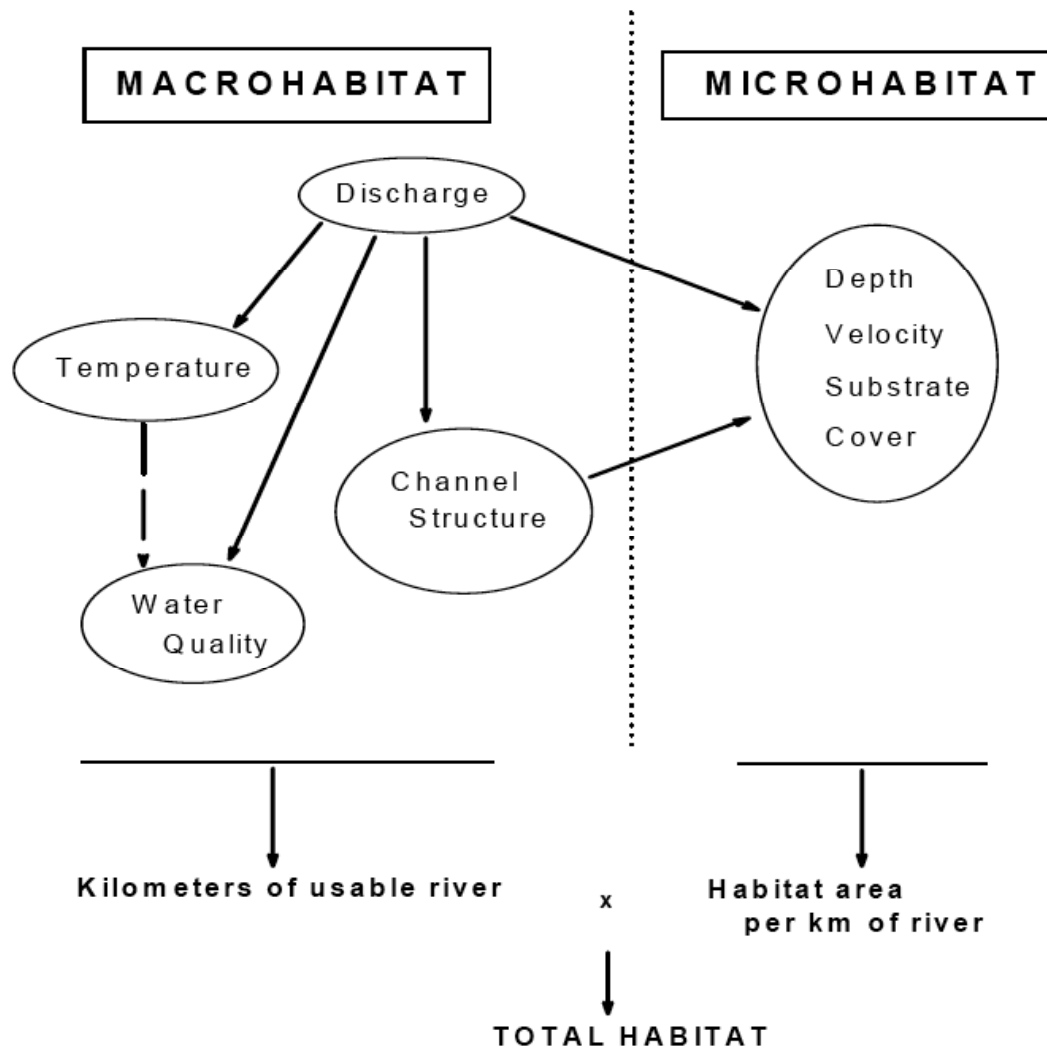 MACROHABITAT
MICROHABITAT
Discharge
Temperature
Channel
Structure
Water
Quality
Depth
Velocity
Substrate
Cover
Kilometers of usable river
x
Habitat area
per km of river
TOTAL HABITAT